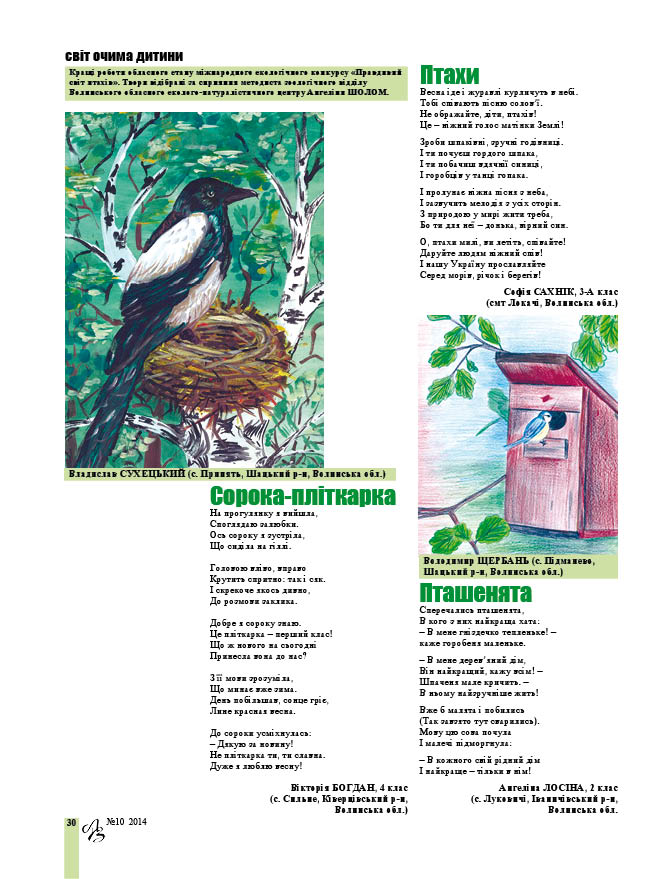 світ очима дитини
Кращі роботи обласного етапу міжнародного екологічного конкурсу «Правдивий
світ птахів». Твори відібрані за сприяння методиста зоологічного відділу
Волинського обласного еколого-натуралістичного центру Ангеліни ШОЛОМ.
Владислав СУХЕЦЬКИЙ (с. Припять, Шацький р-н, Волинська обл.)
Сорока-пліткарка
На прогулянку я вийшла,
Споглядаю залюбки.
Ось сороку я зустріла,
Що сиділа на гіллі.
Головою вліво, вправо
Крутить спритно: так і сяк.
І скрекоче якось дивно,
До розмови заклика.
Добре я сороку знаю.
Це пліткарка – перший клас!
Що ж нового на сьогодні
Принесла вона до нас?
З її мови зрозуміла,
Що минає вже зима.
День побільшав, сонце гріє,
Лине красная весна.
До сороки усміхнулась:
– Дякую за новину!
Не пліткарка ти, ти славна.
Дуже я люблю весну!
Вікторія БОГДАН, 4 клас
(с. Сильне, Ківерцівський р-н,
Волинська обл.)
Птахи
Весна іде і журавлі курличуть в небі.
Тобі співають пісню солов'ї.
Не ображайте, діти, птахів!
Це – ніжний голос матінки Землі!
Зроби шпаківні, зручні годівниці.
І ти почуєш гордого шпака,
І ти побачиш вдячнії синиці,
І горобців у танці гопака.
І пролунає ніжна пісня з неба,
І зазвучить мелодія з усіх сторін.
З природою у мирі жити треба,
Бо ти для неї – донька, вірний син.
О, птахи милі, ви летіть, співайте!
Даруйте людям ніжний спів!
І нашу Україну прославляйте
Серед морів, річок і берегів!
Софія САХНІК, 3-А клас
(смт Локачі, Волинська обл.)
Володимир ЩЕРБАНЬ (с. Підманево,
Шацький р-н, Волинська обл.)
Пташенята
Сперечались пташенята,
В кого з них найкраща хата:
– В мене гніздечко тепленьке! –
каже горобеня маленьке.
– В мене дерев'яний дім,
Він найкращий, кажу всім! –
Шпаченя мале кричить. –
В ньому найзручніше жить!
Вже б малята і побились
(Так завзято тут сварились).
Мову цю сова почула
І малечі підморгнула:
– В кожного свій рідний дім
І найкраще – тільки в нім!
Ангеліна ЛОСІНА, 2 клас
(с. Луковичі, Іваничівський р-н,
Волинська обл.
30
№10 2014